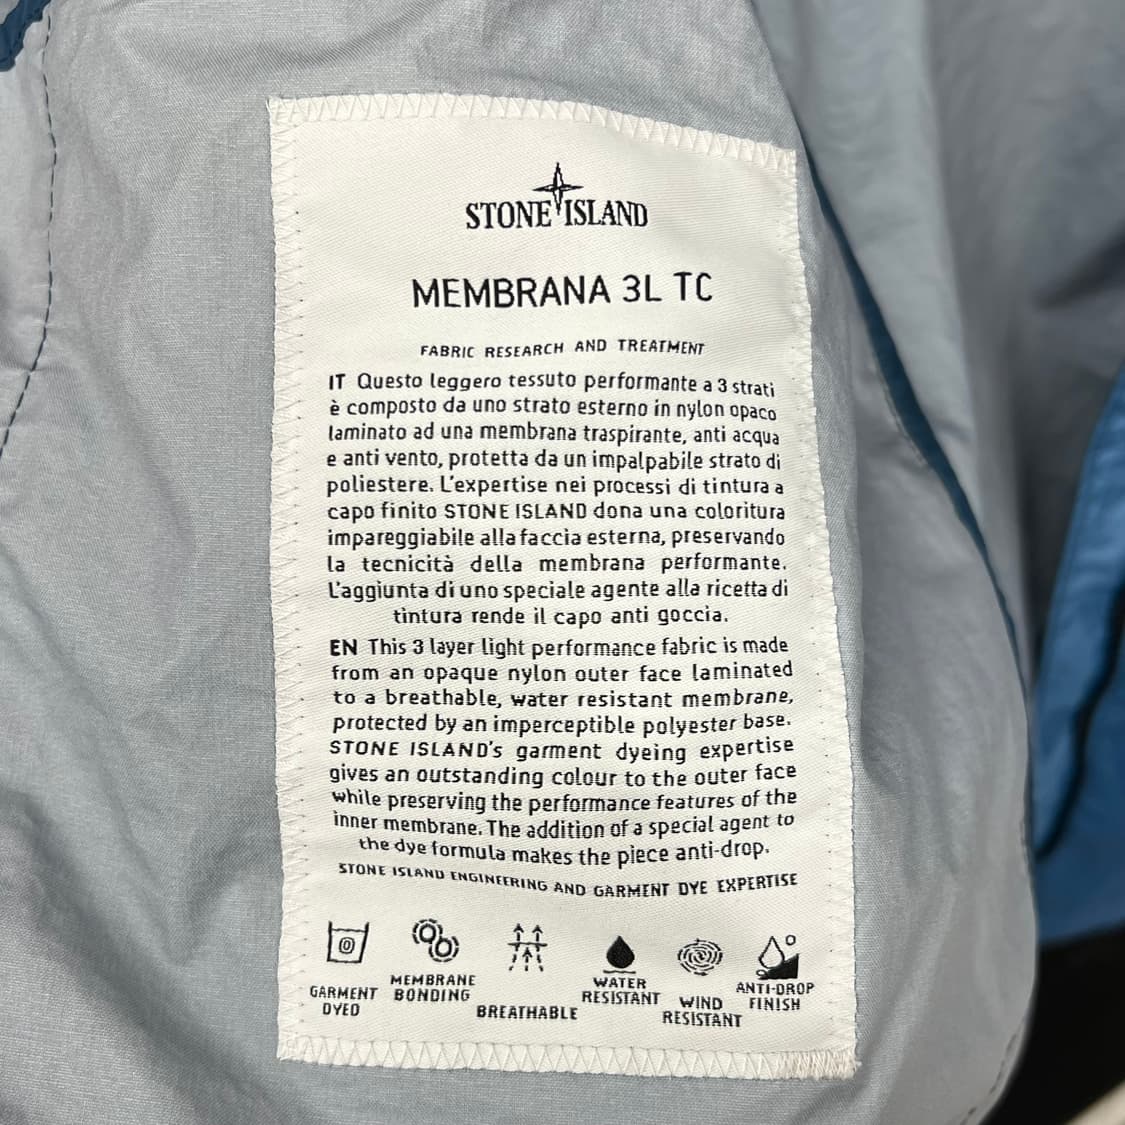 STONE ISLAND
MEMBRANA 3L TC
FABRIC RESEARCH AND TREATMENT
IT Questo leggero tessuto performante a 3 strati
è composto da uno strato esterno in nylon opaco
laminato ad una membrana traspirante, anti acqua
e anti vento, protetta da un impalpabile strato di
poliestere. L'expertise nei processi di tintura a
capo finito STONE ISLAND dona una coloritura
impareggiabile alla faccia esterna, preservando
la tecnicità della membrana performante.
L'aggiunta di uno speciale agente alla ricetta di
tintura rende il capo anti goccia.
EN This 3 layer light performance fabric is made
from an opaque nylon outer face laminated
to a breathable, water resistant membrane,
protected by an imperceptible polyester base.
STONE ISLAND's garment dyeing expertise
gives an outstanding colour to the outer face
while preserving the performance features of the
inner membrane. The addition of a special agent to
the dye formula makes the piece anti-drop.
STONE ISLAND ENGINEERING AND GARMENT DYE EXPERTISE
GARMENT
DYED
MEMBRANE
BONDING
BREATHABLE
WATER
RESISTANT
WIND
RESISTANT
ANTI-DROP
FINISH